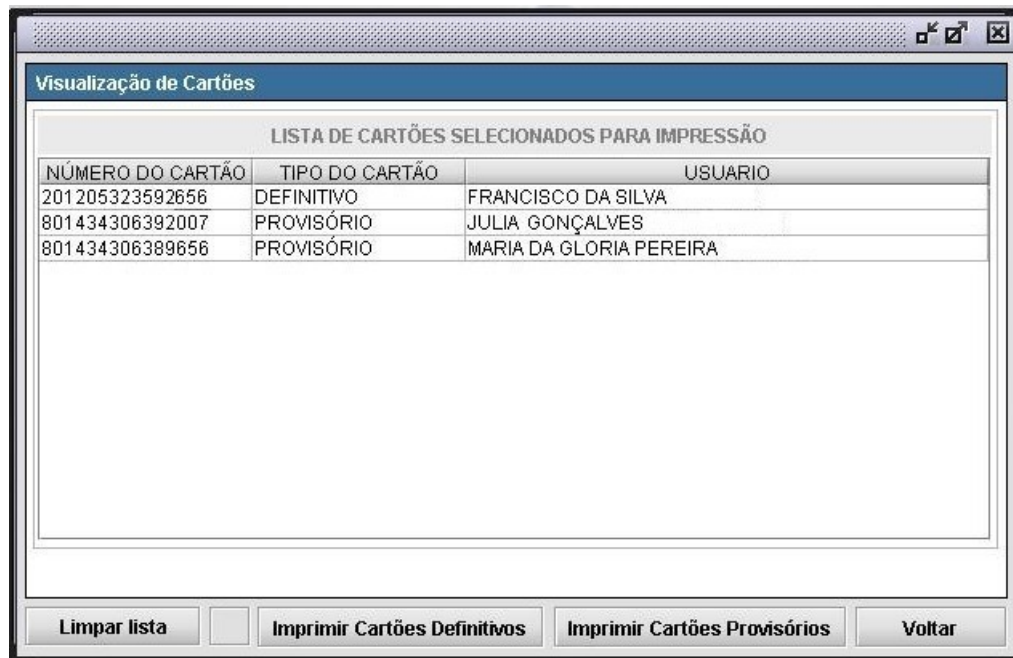 Visualização de Cartões
LISTA DE CARTÕES SELECIONADOS PARA IMPRESSÃO
NÚMERO DO CARTÃO TIPO DO CARTÃO USUARIO
201205323592656 DEFINITIVO FRANCISCO DA SILVA
801434306392007 PROVISÓRIO JULIA GONÇALVES
801434306389656 PROVISÓRIO MARIA DA GLORIA PEREIRA
Limpar lista Imprimir Cartões Definitivos Imprimir Cartões Provisórios Voltar